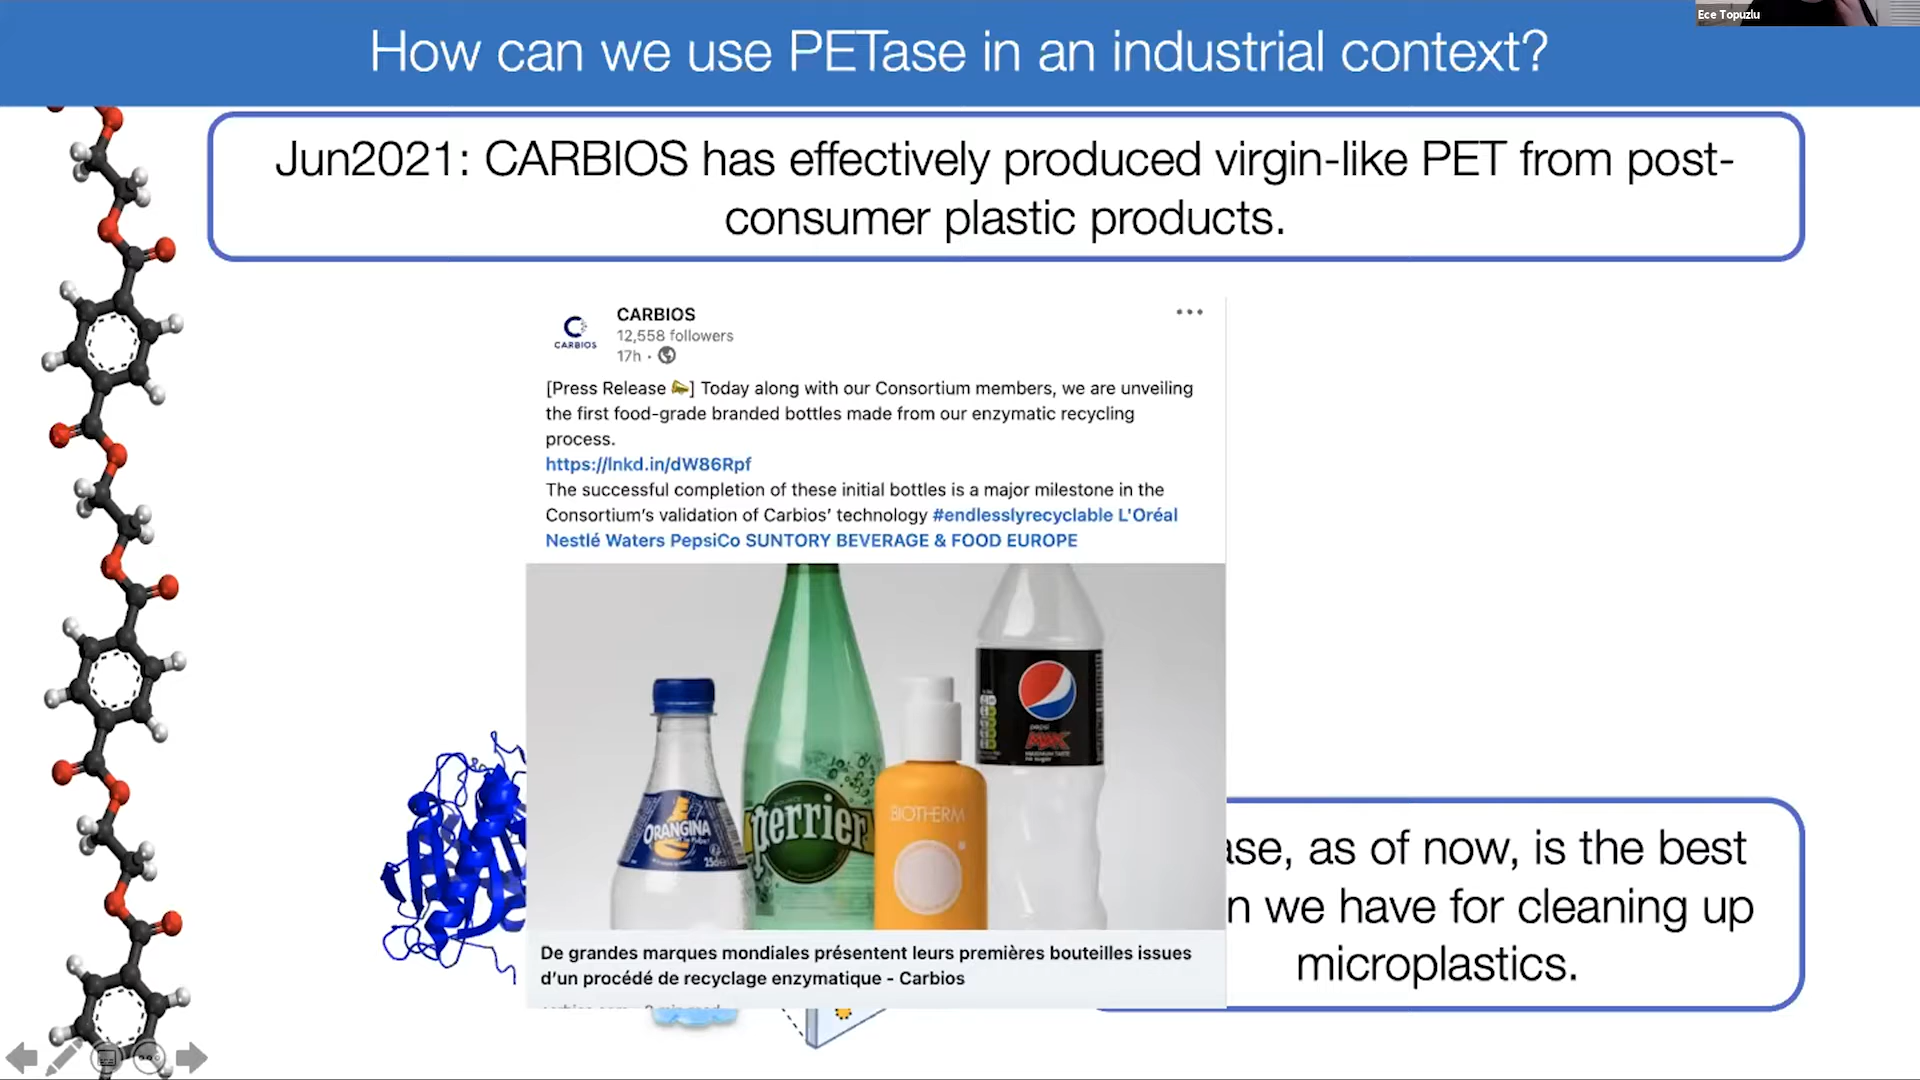 Ece Topuzlu
How can we use PETase in an industrial context?
Jun2021: CARBIOS has effectively produced virgin-like PET from post-
consumer plastic products.
CARBIOS
CARBIOS
12,558 followers
17h •
[Press Release ] Today along with our Consortium members, we are unveiling
the first food-grade branded bottles made from our enzymatic recycling
process.
https://lnkd.in/dW86Rpf
The successful completion of these initial bottles is a major milestone in the
Consortium's validation of Carbios' technology #endlesslyrecyclable L'Oréal
Nestlé Waters PepsiCo SUNTORY BEVERAGE & FOOD EUROPE
ORANGINA
perrier
BIOTHERM
pepsi
MAX
MAXIMUM TASTE
no sugar
De grandes marques mondiales présentent leurs premières bouteilles issues
d'un procédé de recyclage enzymatique - Carbios
ase, as of now, is the best
n we have for cleaning up
microplastics.